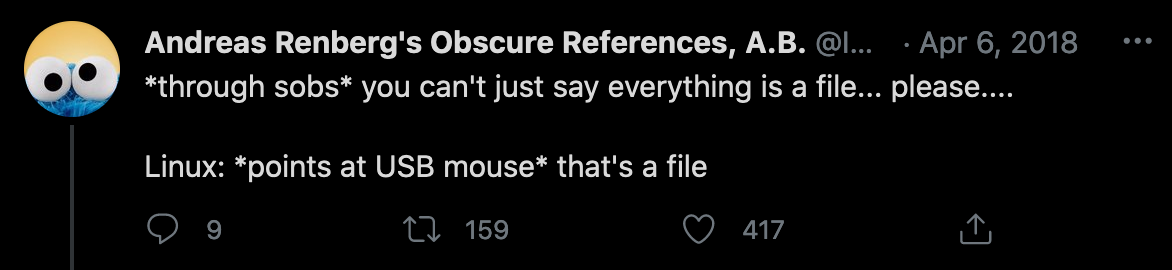 Andreas Renberg's Obscure References, A.B. @l... · Apr 6, 2018 ...
*through sobs* you can't just say everything is a file... please....
Linux: *points at USB mouse* that's a file
9 159 417